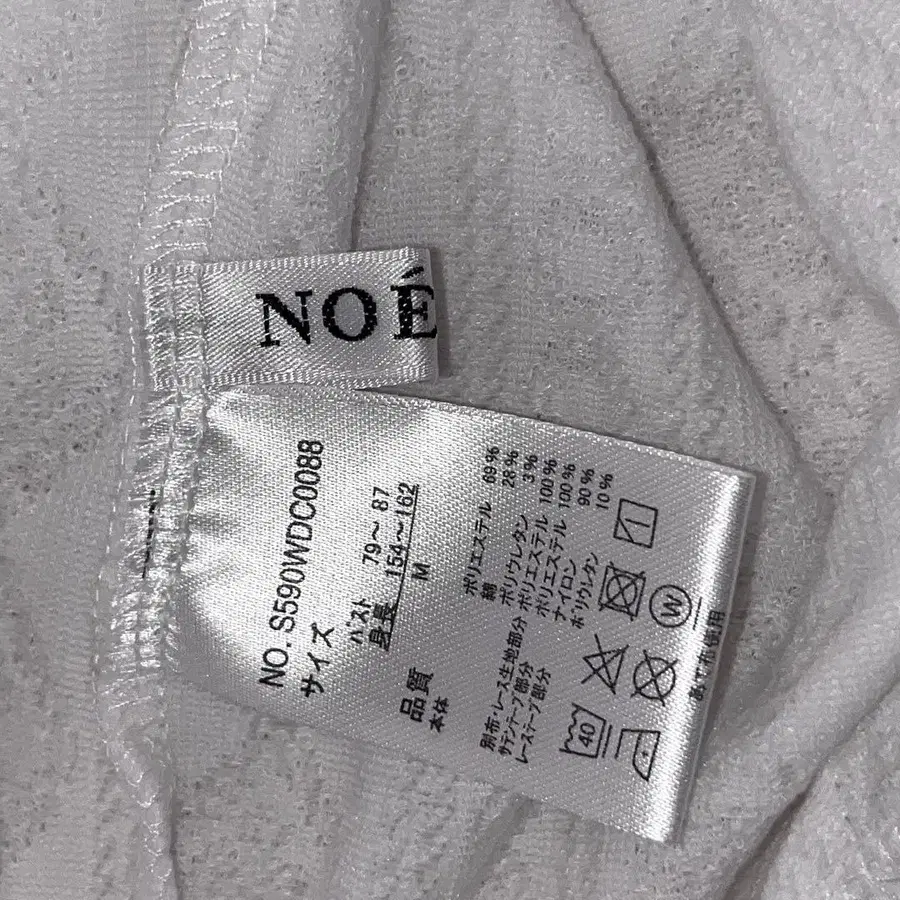 NOÉ
NO. S590WDC0088
サイズ
バスト 79～ 87
身長 154～162
M
品質
本体 ポリエステル 69%
綿 28%
ポリウレタン 3%
別布・レース生地部分 ポリエステル 100%
サテンテープ部分 ポリエステル 100%
レーステープ部分 ナイロン 90%
ポリウレタン 10%
40
W
あて布使用